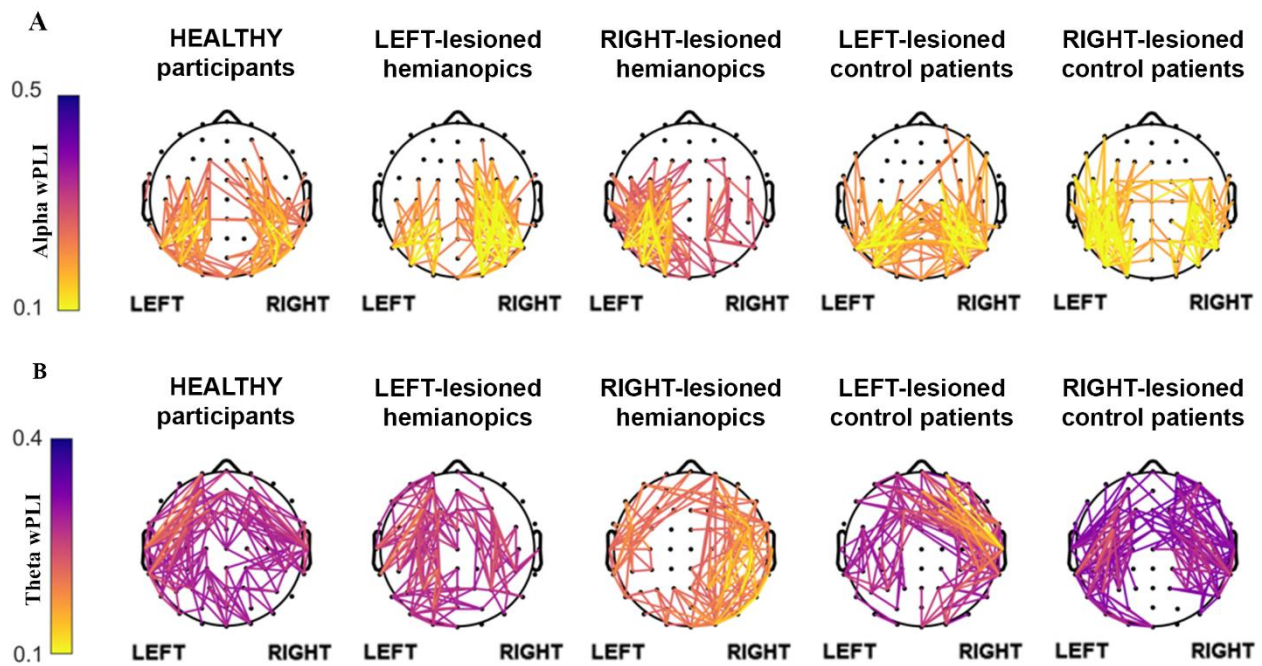 A
HEALTHY
participants
LEFT-lesioned
hemianopics
RIGHT-lesioned
hemianopics
LEFT-lesioned
control patients
RIGHT-lesioned
control patients
0.5
Alpha wPLI
0.1
LEFT RIGHT
LEFT RIGHT
LEFT RIGHT
LEFT RIGHT
LEFT RIGHT
B
HEALTHY
participants
LEFT-lesioned
hemianopics
RIGHT-lesioned
hemianopics
LEFT-lesioned
control patients
RIGHT-lesioned
control patients
0.4
Theta wPLI
0.1
LEFT RIGHT
LEFT RIGHT
LEFT RIGHT
LEFT RIGHT
LEFT RIGHT